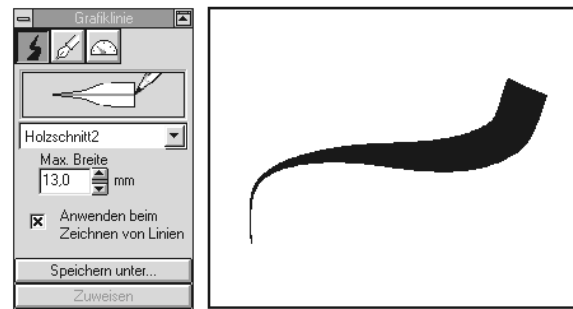 Grafiklinie
Holzschnitt2
Max. Breite
13,0 mm
Anwenden beim
Zeichnen von Linien
Speichern unter...
Zuweisen